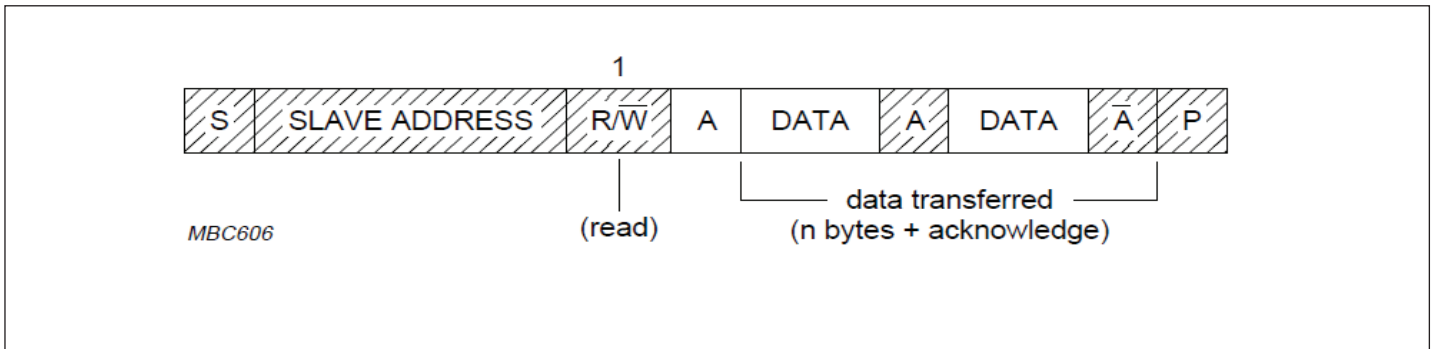 1
S SLAVE ADDRESS R/W̅ A DATA A DATA A̅ P
data transferred
(n bytes + acknowledge)
(read)
MBC606